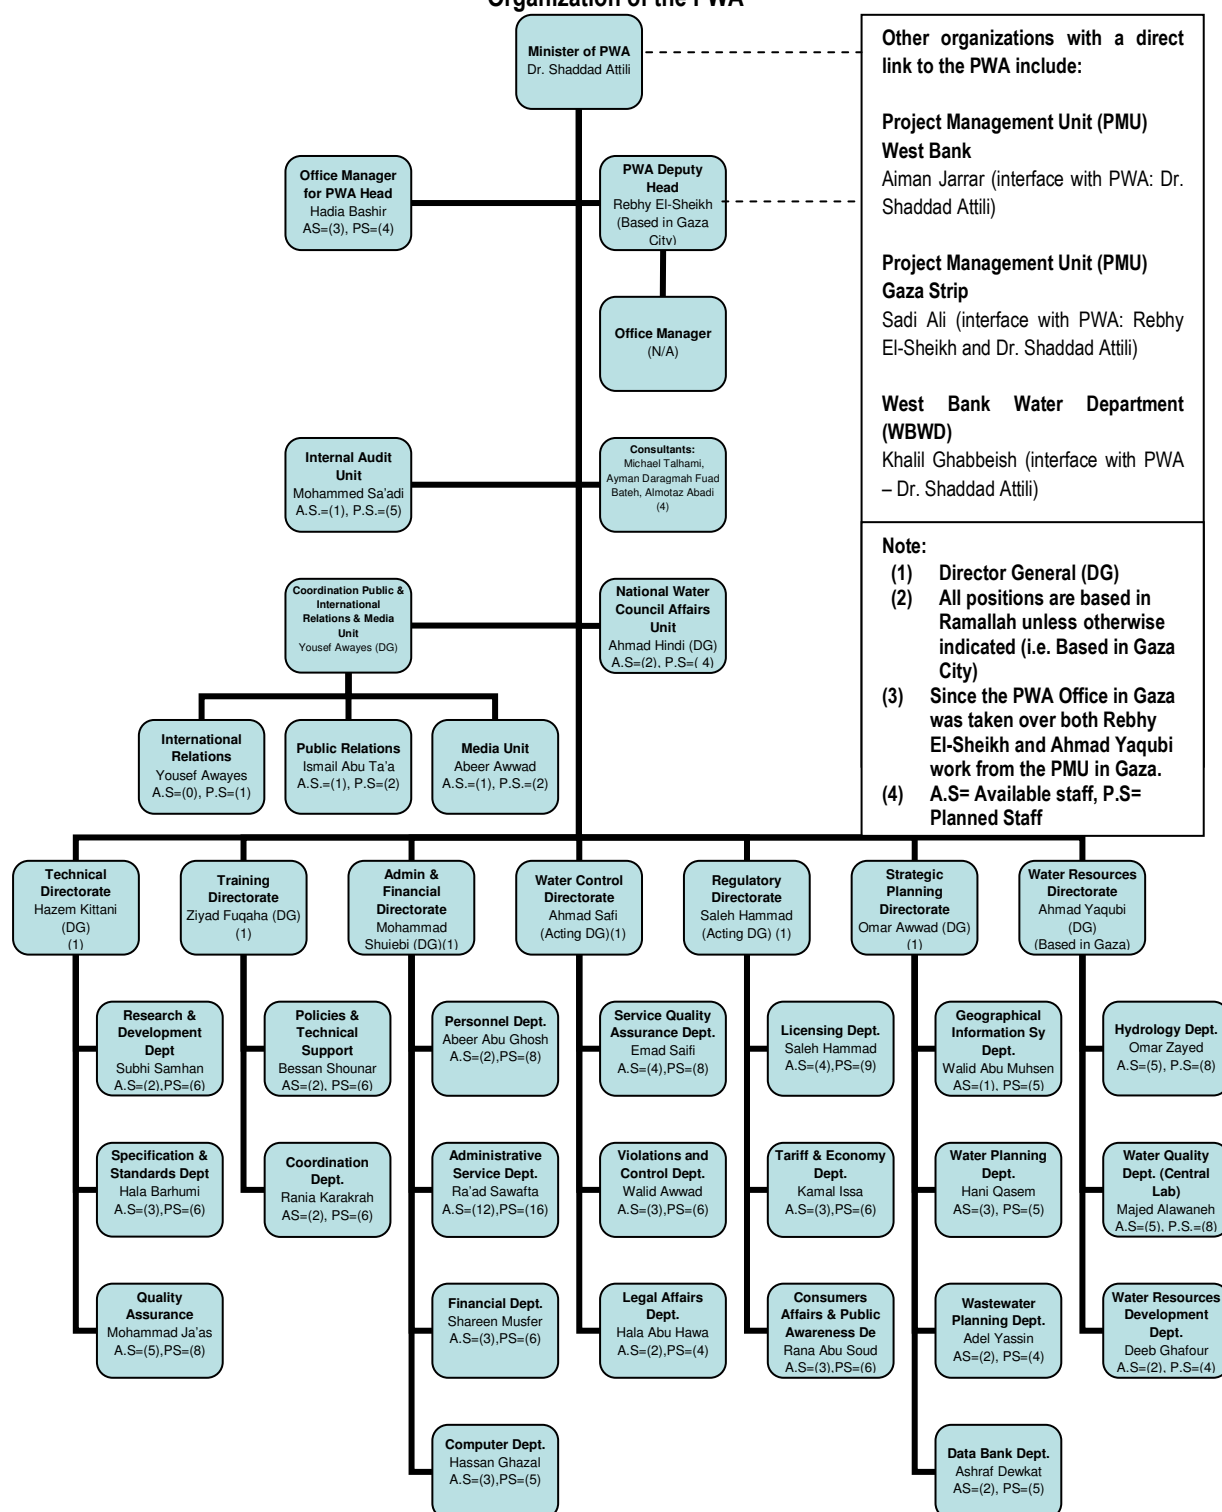 Organization of the PWA
Minister of PWA
Dr. Shaddad Attili
Office Manager
for PWA Head
Hadia Bashir
AS=(3), PS=(4)
PWA Deputy
Head
Rebhy El-Sheikh
(Based in Gaza
City)
Office Manager
(N/A)
Internal Audit
Unit
Mohammed Sa'adi
A.S.=(1), P.S.=(5)
Consultants:
Michael Talhami,
Ayman Daragmah Fuad
Bateh, Almotaz Abadi
(4)
Coordination Public &
International
Relations & Media
Unit
Yousef Awayes (DG)
National Water
Council Affairs
Unit
Ahmad Hindi (DG)
A.S=(2), P.S=( 4)
International
Relations
Yousef Awayes
A.S=(0), P.S=(1)
Public Relations
Ismail Abu Ta'a
A.S.=(1), P.S=(2)
Media Unit
Abeer Awwad
A.S.=(1), P.S.=(2)
Other organizations with a direct
link to the PWA include:
Project Management Unit (PMU)
West Bank
Aiman Jarrar (interface with PWA: Dr.
Shaddad Attili)
Project Management Unit (PMU)
Gaza Strip
Sadi Ali (interface with PWA: Rebhy
El-Sheikh and Dr. Shaddad Attili)
West Bank Water Department
(WBWD)
Khalil Ghabbeish (interface with PWA
– Dr. Shaddad Attili)
Note:
(1) Director General (DG)
(2) All positions are based in
Ramallah unless otherwise
indicated (i.e. Based in Gaza
City)
(3) Since the PWA Office in Gaza
was taken over both Rebhy
El-Sheikh and Ahmad Yaqubi
work from the PMU in Gaza.
(4) A.S= Available staff, P.S=
Planned Staff
Technical
Directorate
Hazem Kittani
(DG)
(1)
Training
Directorate
Ziyad Fuqaha (DG)
(1)
Admin &
Financial
Directorate
Mohammad
Shuiebi (DG)(1)
Water Control
Directorate
Ahmad Safi
(Acting DG)(1)
Regulatory
Directorate
Saleh Hammad
(Acting DG) (1)
Strategic
Planning
Directorate
Omar Awwad (DG)
(1)
Water Resources
Directorate
Ahmad Yaqubi
(DG)
(Based in Gaza)
Research &
Development
Dept
Subhi Samhan
A.S=(2),PS=(6)
Policies &
Technical
Support
Bessan Shounar
AS=(2), PS=(6)
Personnel Dept.
Abeer Abu Ghosh
A.S=(2),PS=(8)
Service Quality
Assurance Dept.
Emad Saifi
A.S=(4),PS=(8)
Licensing Dept.
Saleh Hammad
A.S=(4),PS=(9)
Geographical
Information Sy
Dept.
Walid Abu Muhsen
AS=(1), PS=(5)
Hydrology Dept.
Omar Zayed
A.S=(5), P.S=(8)
Specification &
Standards Dept
Hala Barhumi
A.S=(3),PS=(6)
Coordination
Dept.
Rania Karakrah
AS=(2), PS=(6)
Administrative
Service Dept.
Ra'ad Sawafta
A.S=(12),PS=(16)
Violations and
Control Dept.
Walid Awwad
A.S=(3),PS=(6)
Tariff & Economy
Dept.
Kamal Issa
A.S=(3),PS=(6)
Water Planning
Dept.
Hani Qasem
AS=(3), PS=(5)
Water Quality
Dept. (Central
Lab)
Majed Alawaneh
A.S=(5), P.S.=(8)
Quality
Assurance
Mohammad Ja'as
A.S=(5),PS=(8)
Financial Dept.
Shareen Musfer
A.S=(3),PS=(6)
Legal Affairs
Dept.
Hala Abu Hawa
A.S=(2),PS=(4)
Consumers
Affairs & Public
Awareness De
Rana Abu Soud
A.S=(3),PS=(6)
Wastewater
Planning Dept.
Adel Yassin
AS=(2), PS=(4)
Water Resources
Development
Dept.
Deeb Ghafour
A.S=(2), P.S=(4)
Computer Dept.
Hassan Ghazal
A.S=(3),PS=(5)
Data Bank Dept.
Ashraf Dewkat
AS=(2), PS=(5)